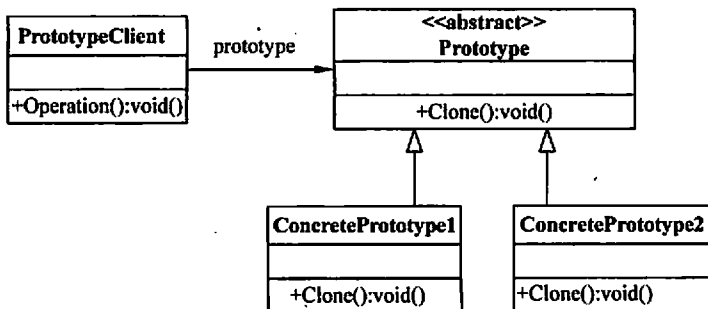 PrototypeClient
+Operation():void()
prototype
<<abstract>>
Prototype
+Clone():void()
ConcretePrototype1
+Clone():void()
ConcretePrototype2
+Clone():void()